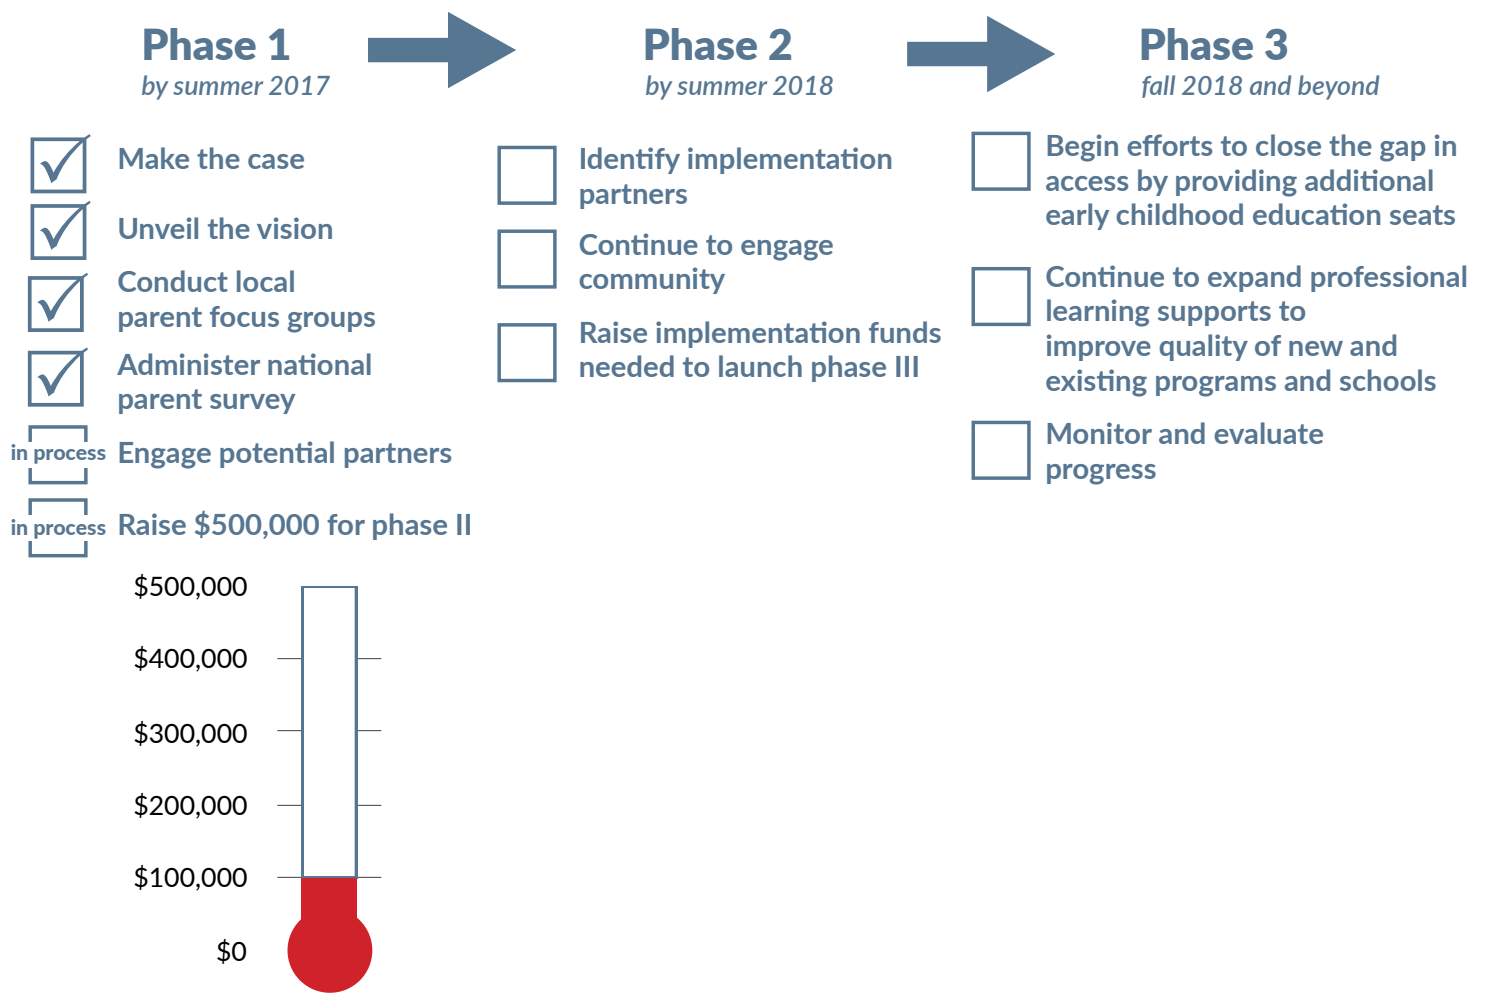 Phase 1
by summer 2017
Make the case
Unveil the vision
Conduct local
parent focus groups
Administer national
parent survey
in process
Engage potential partners
in process
Raise $500,000 for phase II
$500,000
$400,000
$300,000
$200,000
$100,000
$0
Phase 2
by summer 2018
Identify implementation
partners
Continue to engage
community
Raise implementation funds
needed to launch phase III
Phase 3
fall 2018 and beyond
Begin efforts to close the gap in
access by providing additional
early childhood education seats
Continue to expand professional
learning supports to
improve quality of new and
existing programs and schools
Monitor and evaluate
progress